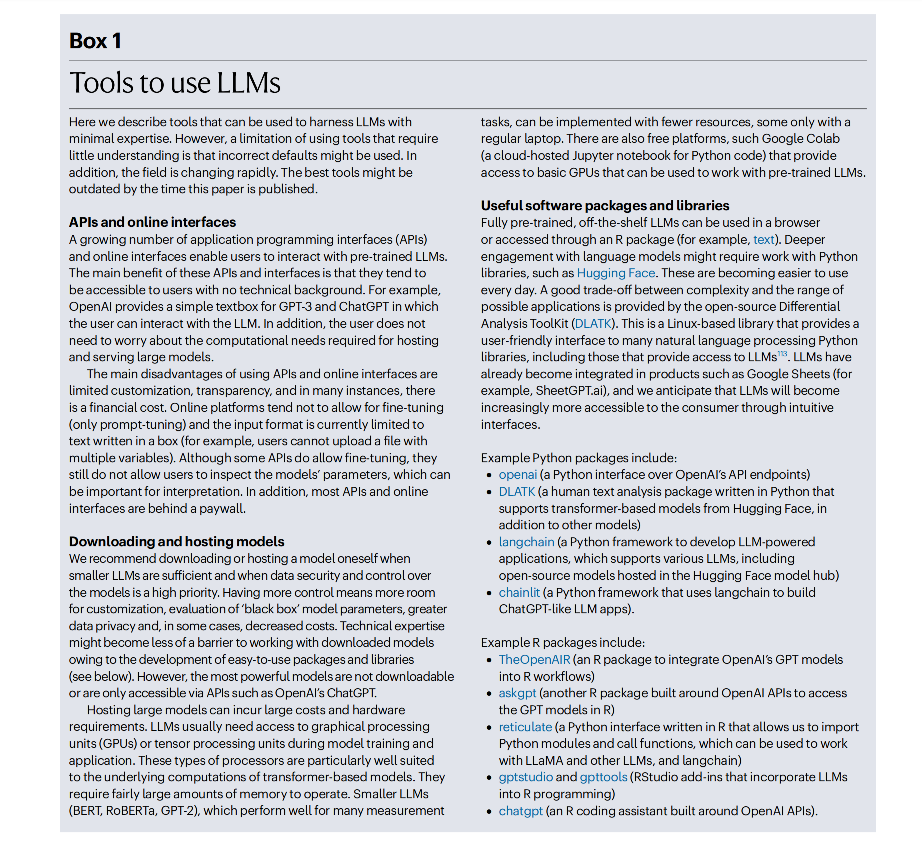 Box 1
Tools to use LLMs
Here we describe tools that can be used to harness LLMs with
minimal expertise. However, a limitation of using tools that require
little understanding is that incorrect defaults might be used. In
addition, the field is changing rapidly. The best tools might be
outdated by the time this paper is published.
APIs and online interfaces
A growing number of application programming interfaces (APIs)
and online interfaces enable users to interact with pre-trained LLMs.
The main benefit of these APIs and interfaces is that they tend to
be accessible to users with no technical background. For example,
OpenAI provides a simple textbox for GPT-3 and ChatGPT in which
the user can interact with the LLM. In addition, the user does not
need to worry about the computational needs required for hosting
and serving large models.
The main disadvantages of using APIs and online interfaces are
limited customization, transparency, and in many instances, there
is a financial cost. Online platforms tend not to allow for fine-tuning
(only prompt-tuning) and the input format is currently limited to
text written in a box (for example, users cannot upload a file with
multiple variables). Although some APIs do allow fine-tuning, they
still do not allow users to inspect the models' parameters, which can
be important for interpretation. In addition, most APIs and online
interfaces are behind a paywall.
Downloading and hosting models
We recommend downloading or hosting a model oneself when
smaller LLMs are sufficient and when data security and control over
the models is a high priority. Having more control means more room
for customization, evaluation of 'black box' model parameters, greater
data privacy and, in some cases, decreased costs. Technical expertise
might become less of a barrier to working with downloaded models
owing to the development of easy-to-use packages and libraries
(see below). However, the most powerful models are not downloadable
or are only accessible via APIs such as OpenAI's ChatGPT.
Hosting large models can incur large costs and hardware
requirements. LLMs usually need access to graphical processing
units (GPUs) or tensor processing units during model training and
application. These types of processors are particularly well suited
to the underlying computations of transformer-based models. They
require fairly large amounts of memory to operate. Smaller LLMs
(BERT, RoBERTa, GPT-2), which perform well for many measurement
tasks, can be implemented with fewer resources, some only with a
regular laptop. There are also free platforms, such Google Colab
(a cloud-hosted Jupyter notebook for Python code) that provide
access to basic GPUs that can be used to work with pre-trained LLMs.
Useful software packages and libraries
Fully pre-trained, off-the-shelf LLMs can be used in a browser
or accessed through an R package (for example, text). Deeper
engagement with language models might require work with Python
libraries, such as Hugging Face. These are becoming easier to use
every day. A good trade-off between complexity and the range of
possible applications is provided by the open-source Differential
Analysis ToolKit (DLATK). This is a Linux-based library that provides a
user-friendly interface to many natural language processing Python
libraries, including those that provide access to LLMs113. LLMs have
already become integrated in products such as Google Sheets (for
example, SheetGPT.ai), and we anticipate that LLMs will become
increasingly more accessible to the consumer through intuitive
interfaces.
Example Python packages include:
• openai (a Python interface over OpenAI's API endpoints)
• DLATK (a human text analysis package written in Python that
supports transformer-based models from Hugging Face, in
addition to other models)
• langchain (a Python framework to develop LLM-powered
applications, which supports various LLMs, including
open-source models hosted in the Hugging Face model hub)
• chainlit (a Python framework that uses langchain to build
ChatGPT-like LLM apps).
Example R packages include:
• TheOpenAIR (an R package to integrate OpenAI's GPT models
into R workflows)
• askgpt (another R package built around OpenAI APIs to access
the GPT models in R)
• reticulate (a Python interface written in R that allows us to import
Python modules and call functions, which can be used to work
with LLaMA and other LLMs, and langchain)
• gptstudio and gpttools (RStudio add-ins that incorporate LLMs
into R programming)
• chatgpt (an R coding assistant built around OpenAI APIs).